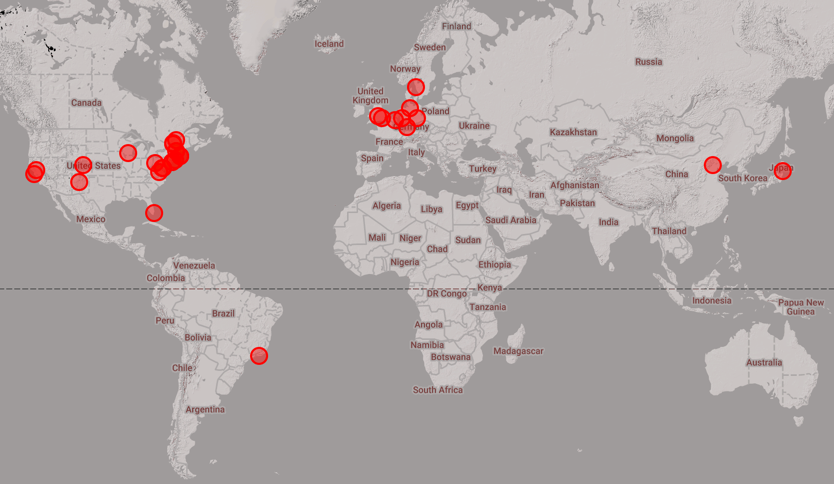 Iceland
Finland
Sweden
Norway
Russia
United
Kingdom
Canada
Poland
Ukraine
Kazakhstan
Mongolia
France
Italy
Spain
United States
Turkey
China
South Korea
Japan
Iraq
Iran
Afghanistan
Pakistan
Algeria
Libya
Egypt
Saudi Arabia
India
Mexico
Mali
Niger
Chad
Sudan
Thailand
Nigeria
Ethiopia
Venezuela
Colombia
Kenya
DR Congo
Tanzania
Indonesia
Papua New
Guinea
Peru
Brazil
Angola
Bolivia
Namibia
Botswana
Madagascar
Chile
Australia
South Africa
Argentina